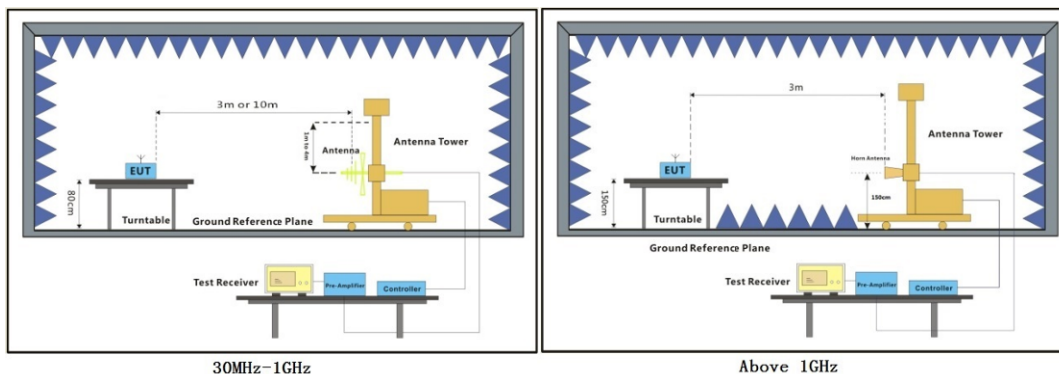 3m or 10m
1m to 4m
Antenna
Antenna Tower
EUT
80cm
Turntable
Ground Reference Plane
Test Receiver
Pre-Amplifier
Controller
30MHz-1GHz
3m
Antenna Tower
Horn Antenna
EUT
150cm
150cm
Turntable
Ground Reference Plane
Test Receiver
Pre-Amplifier
Controller
Above 1GHz